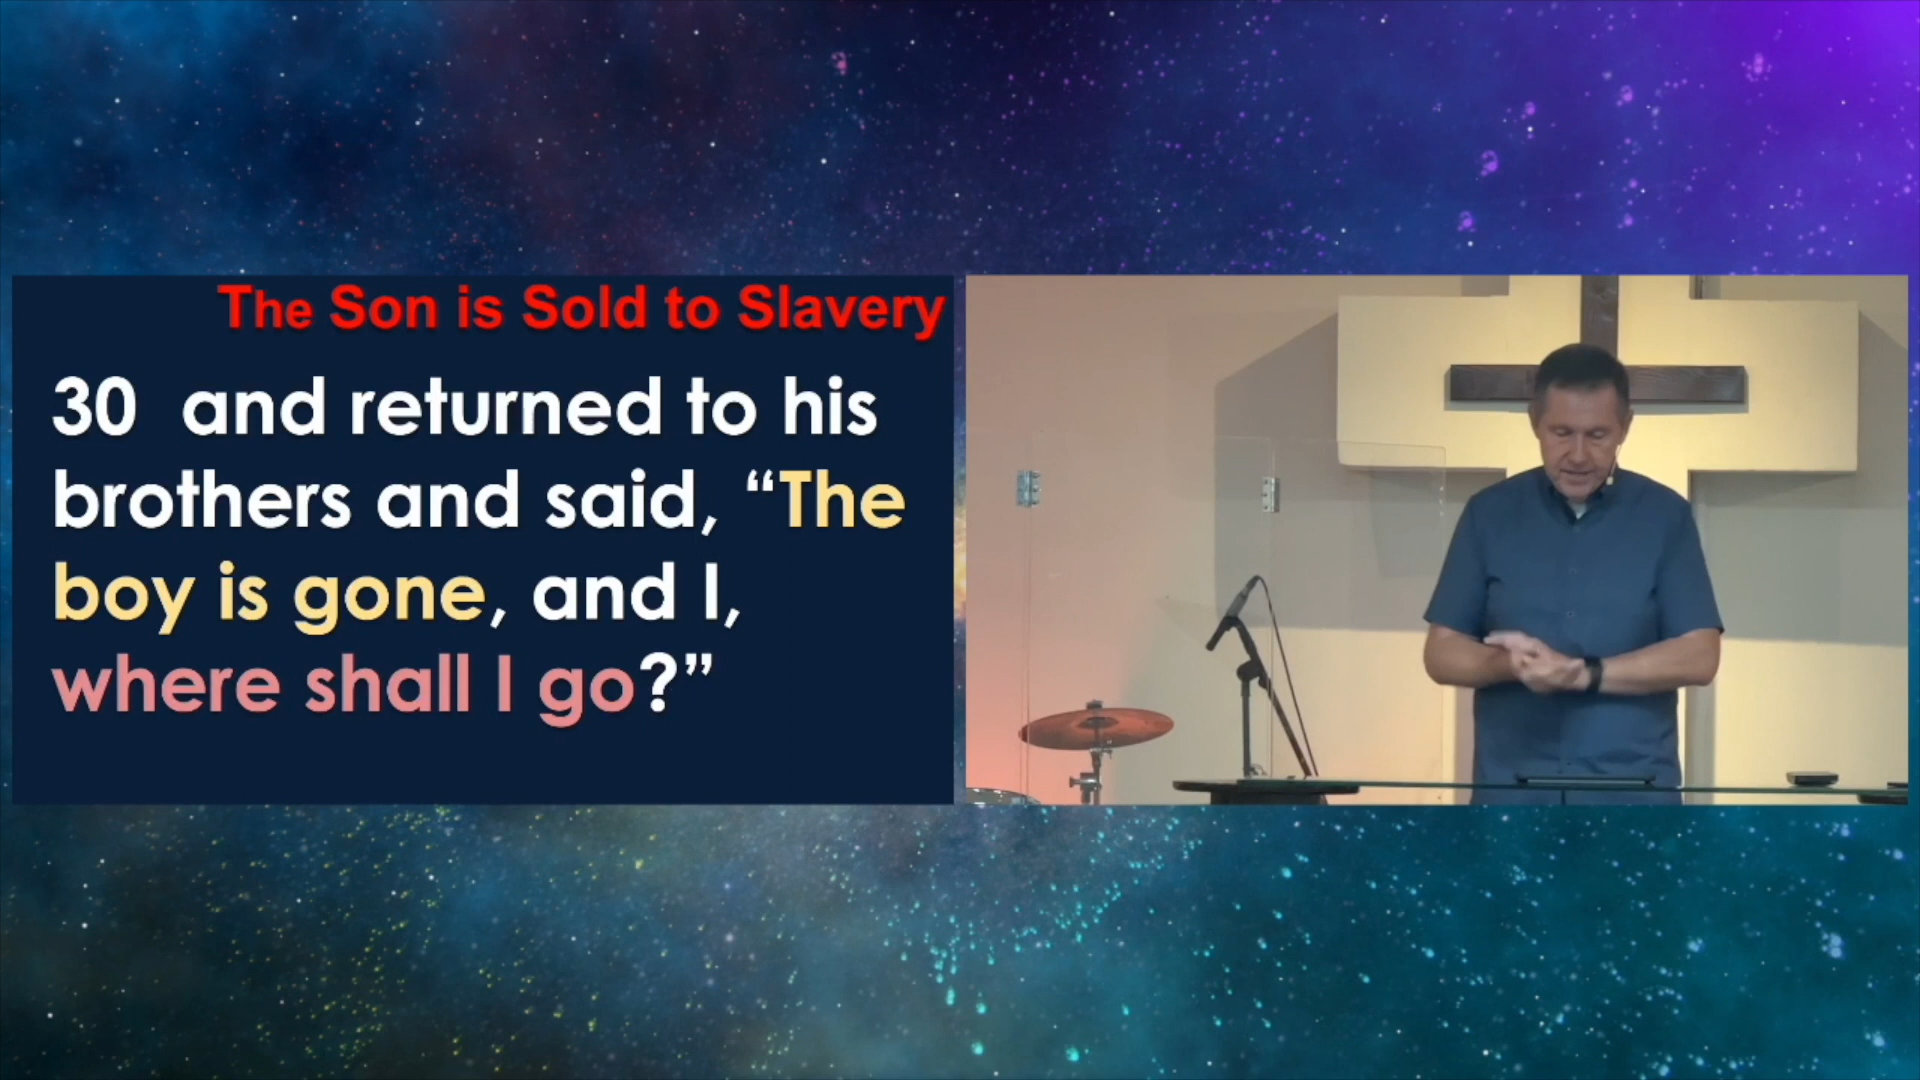 The Son is Sold to Slavery
30  and returned to his
brothers and said, “The
boy is gone, and I,
where shall I go?”